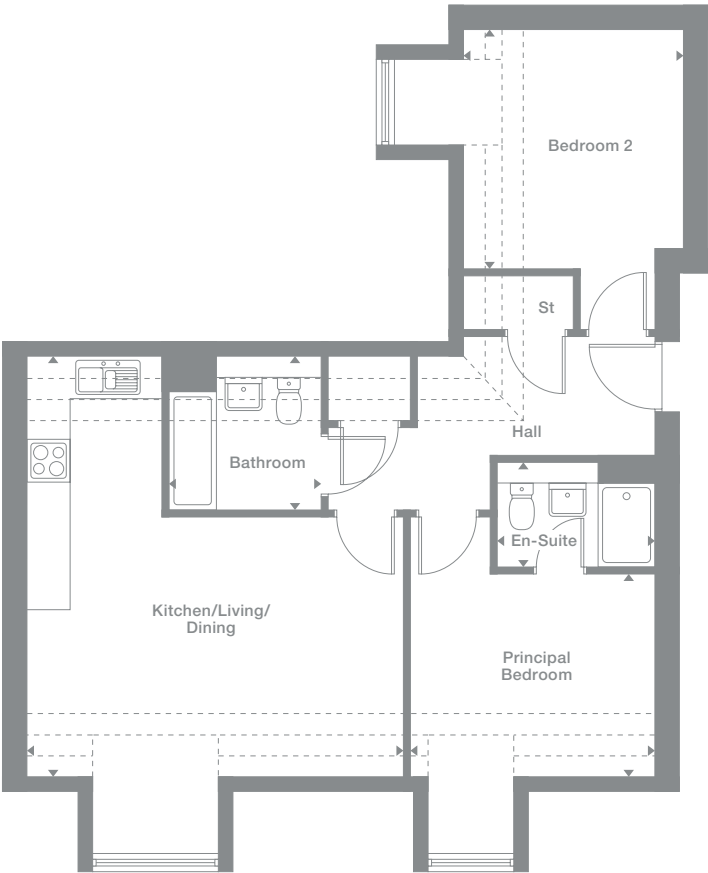 Bedroom 2
St
Hall
Bathroom
En-Suite
Kitchen/Living/
Dining
Principal
Bedroom